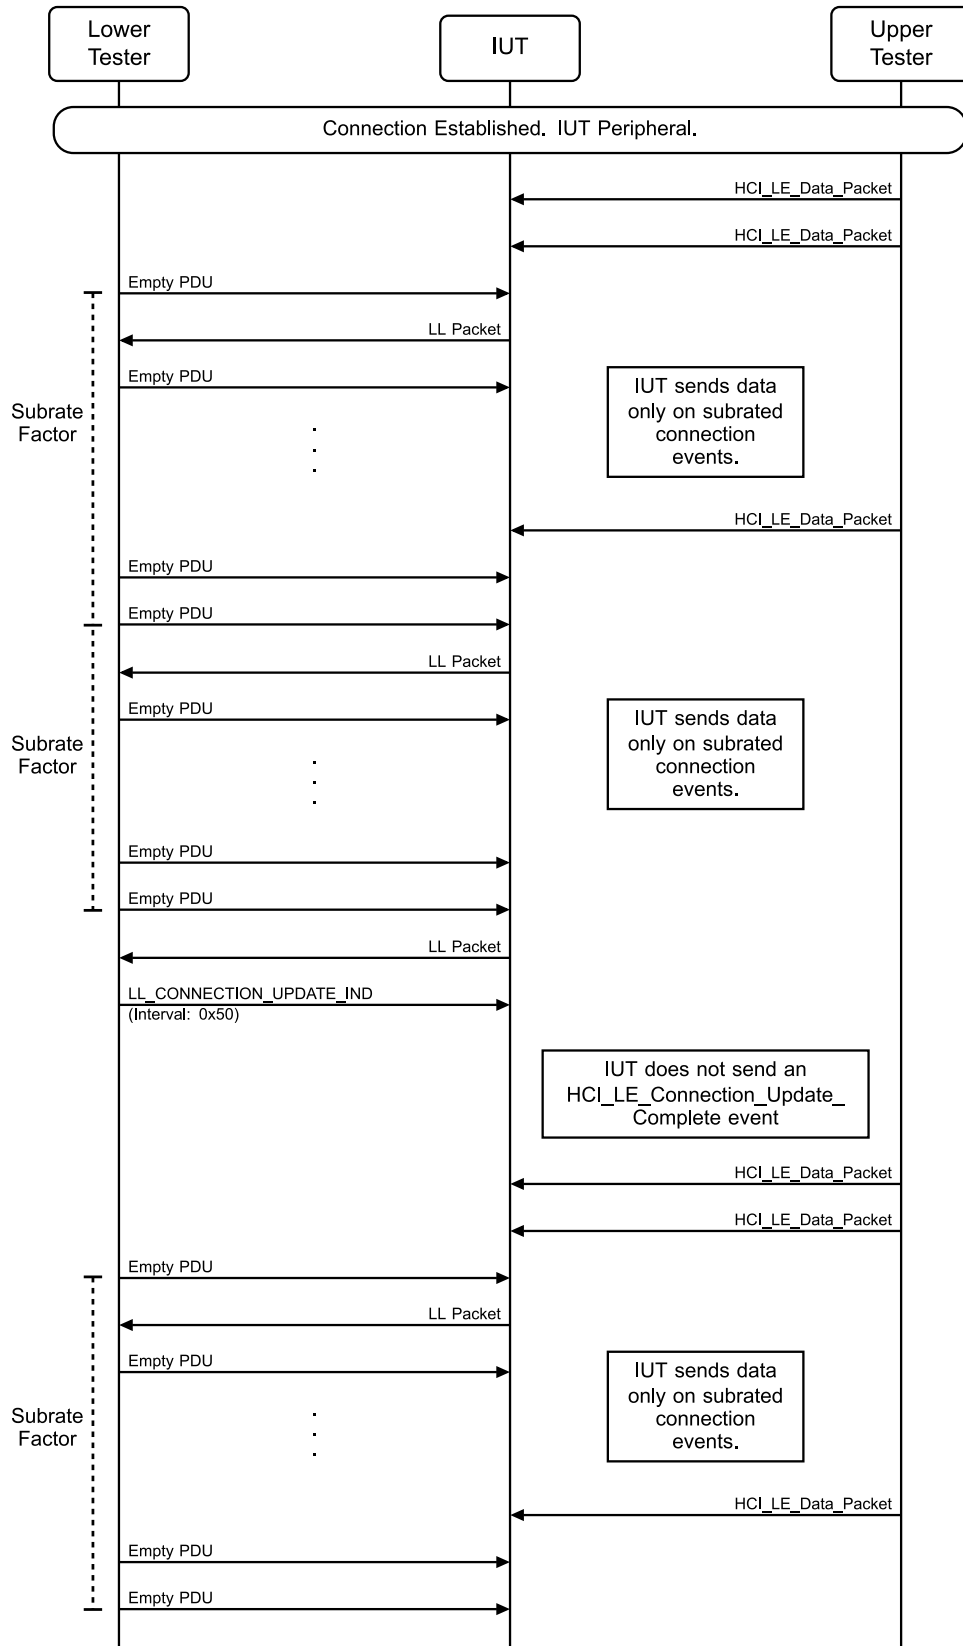 Lower
Tester
IUT
Upper
Tester
Connection Established. IUT Peripheral.
HCI_LE_Data_Packet
HCI_LE_Data_Packet
Empty PDU
LL Packet
Empty PDU
Subrate
Factor
IUT sends data
only on subrated
connection
events.
HCI_LE_Data_Packet
Empty PDU
Empty PDU
LL Packet
Empty PDU
Subrate
Factor
IUT sends data
only on subrated
connection
events.
Empty PDU
Empty PDU
LL Packet
LL_CONNECTION_UPDATE_IND
(Interval: 0x50)
IUT does not send an
HCI_LE_Connection_Update_
Complete event
HCI_LE_Data_Packet
HCI_LE_Data_Packet
Empty PDU
LL Packet
Empty PDU
Subrate
Factor
IUT sends data
only on subrated
connection
events.
HCI_LE_Data_Packet
Empty PDU
Empty PDU